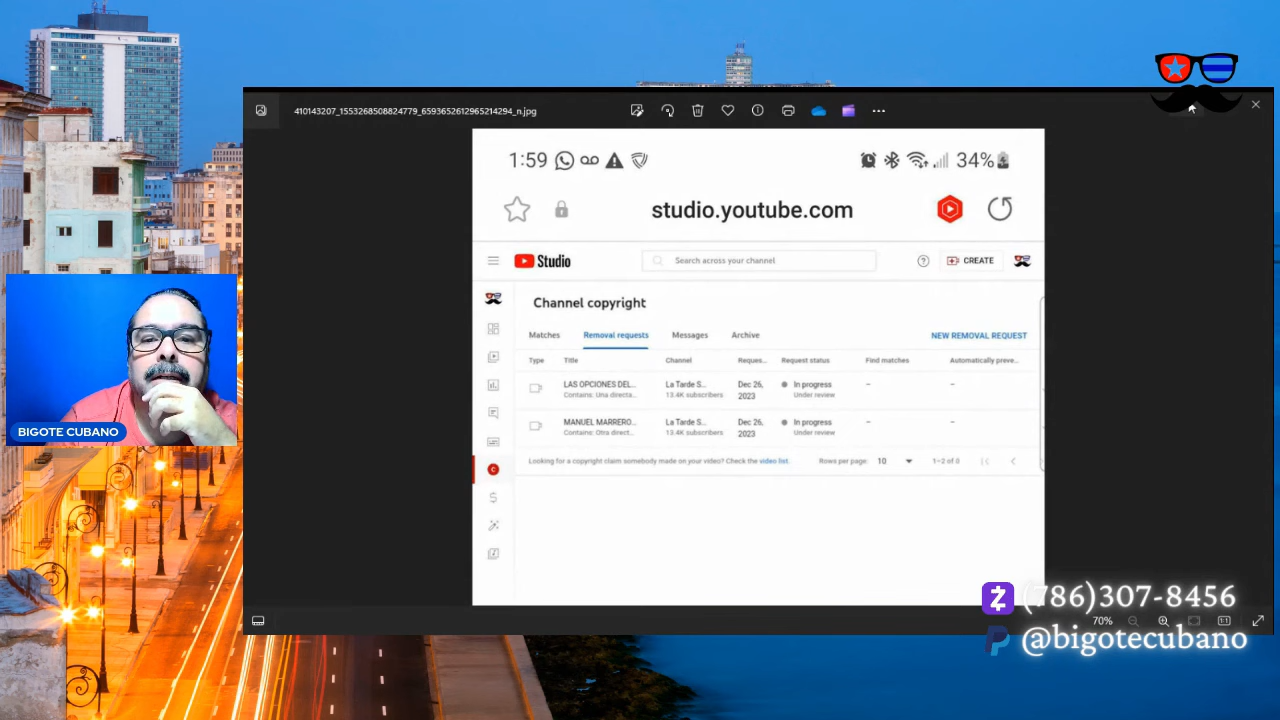 410143207_1553268508824779_6593652612965214294_n.jpg
1:59
34%
studio.youtube.com
Studio
Search across your channel
CREATE
Channel copyright
Matches Removal requests Messages Archive
NEW REMOVAL REQUEST
Type Title Channel Reques... Request status Find matches Automatically preve...
LAS OPCIONES DEL... La Tarde S... Dec 26, In progress – –
Contains: Una directa... 13.4K subscribers 2023 Under review
MANUEL MARRERO... La Tarde S... Dec 26, In progress – –
Contains: Otra direct... 13.4K subscribers 2023 Under review
Looking for a copyright claim somebody made on your video? Check the video list. Rows per page: 10 1–2 of 0
BIGOTE CUBANO
(786)307-8456
70%
@bigotecubano